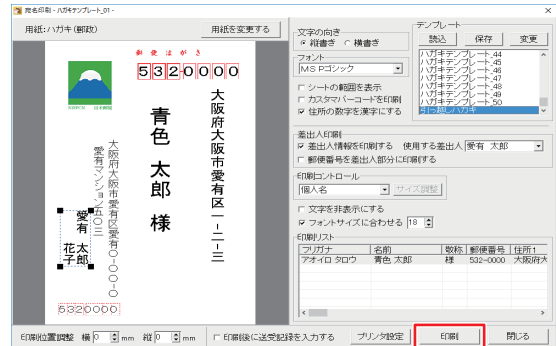 宛名印刷 - ハガキテンプレート_01 -
用紙:ハガキ(郵政)
用紙を変更する
郵便はがき
532-0000
大阪府大阪市愛有区一-二-三
青色 太郎 様
大阪府大阪市愛有区愛有0-0-0
愛有マンション五〇三
愛有 太郎
花子
5320000
文字の向き
縦書き
横書き
フォント
MS Pゴシック
シートの範囲を表示
カスタマバーコードを印刷
住所の数字を漢字にする
テンプレート
読込
保存
変更
ハガキテンプレート_44
ハガキテンプレート_45
ハガキテンプレート_46
ハガキテンプレート_47
ハガキテンプレート_48
ハガキテンプレート_49
ハガキテンプレート_50
引っ越しハガキ
差出人印刷
差出人情報を印刷する 使用する差出人 愛有 太郎
郵便番号を差出人部分に印刷する
印刷コントロール
個人名
サイズ調整
文字を非表示にする
フォントサイズに合わせる 18
印刷リスト
フリガナ 名前 敬称 郵便番号 住所1
アオイロ タロウ 青色 太郎 様 532-0000 大阪府大
印刷位置調整 横 0 mm 縦 0 mm
印刷後に送受記録を入力する
プリンタ設定
印刷
閉じる